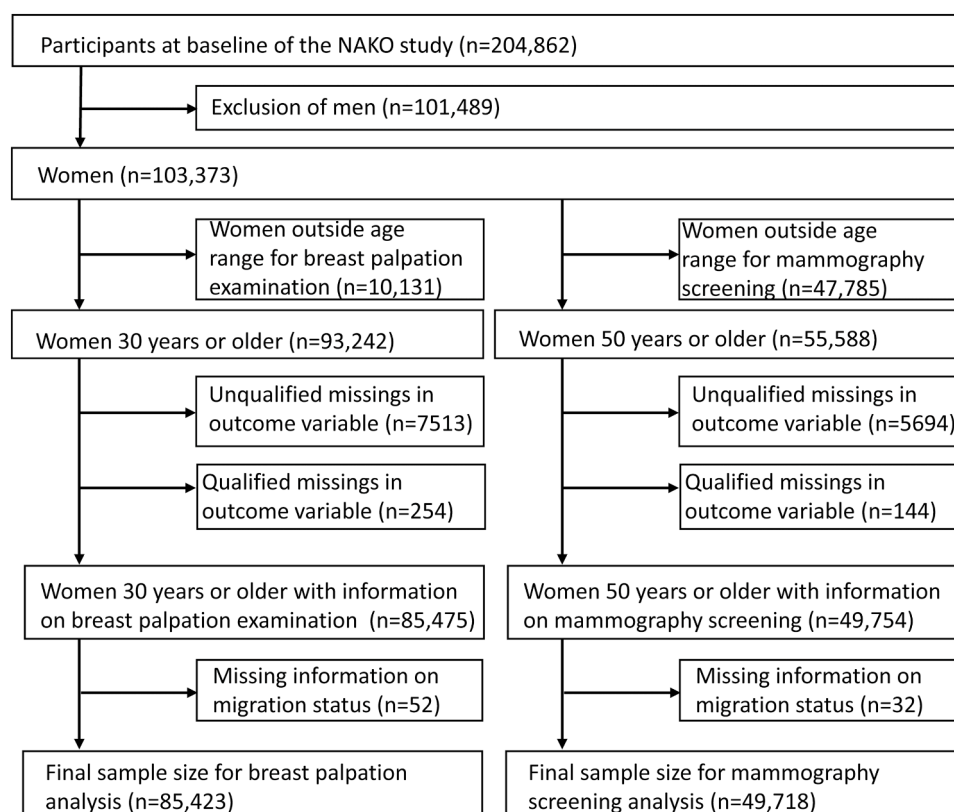 Participants at baseline of the NAKO study (n=204,862)
Exclusion of men (n=101,489)
Women (n=103,373)
Women outside age
range for breast palpation
examination (n=10,131)
Women outside age
range for mammography
screening (n=47,785)
Women 30 years or older (n=93,242)
Women 50 years or older (n=55,588)
Unqualified missings in
outcome variable (n=7513)
Unqualified missings in
outcome variable (n=5694)
Qualified missings in
outcome variable (n=254)
Qualified missings in
outcome variable (n=144)
Women 30 years or older with information
on breast palpation examination (n=85,475)
Women 50 years or older with information
on mammography screening (n=49,754)
Missing information on
migration status (n=52)
Missing information on
migration status (n=32)
Final sample size for breast palpation
analysis (n=85,423)
Final sample size for mammography
screening analysis (n=49,718)